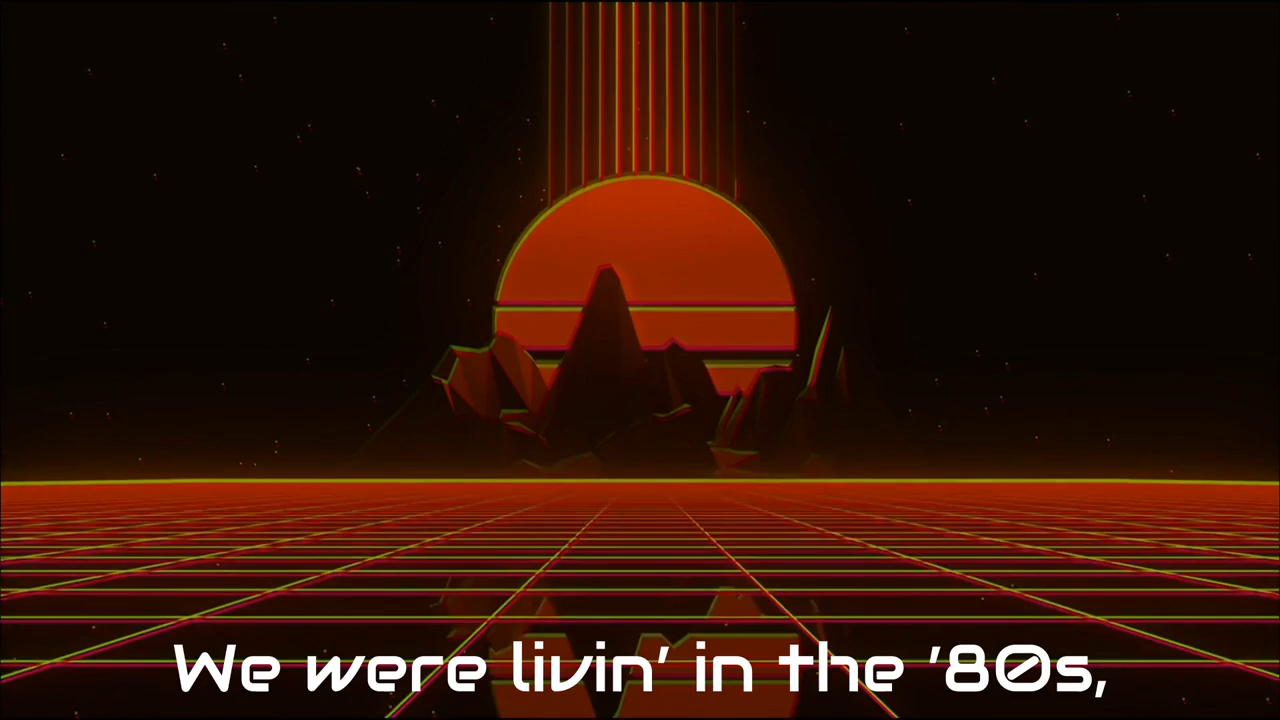 We were livin’ in the ’80s,